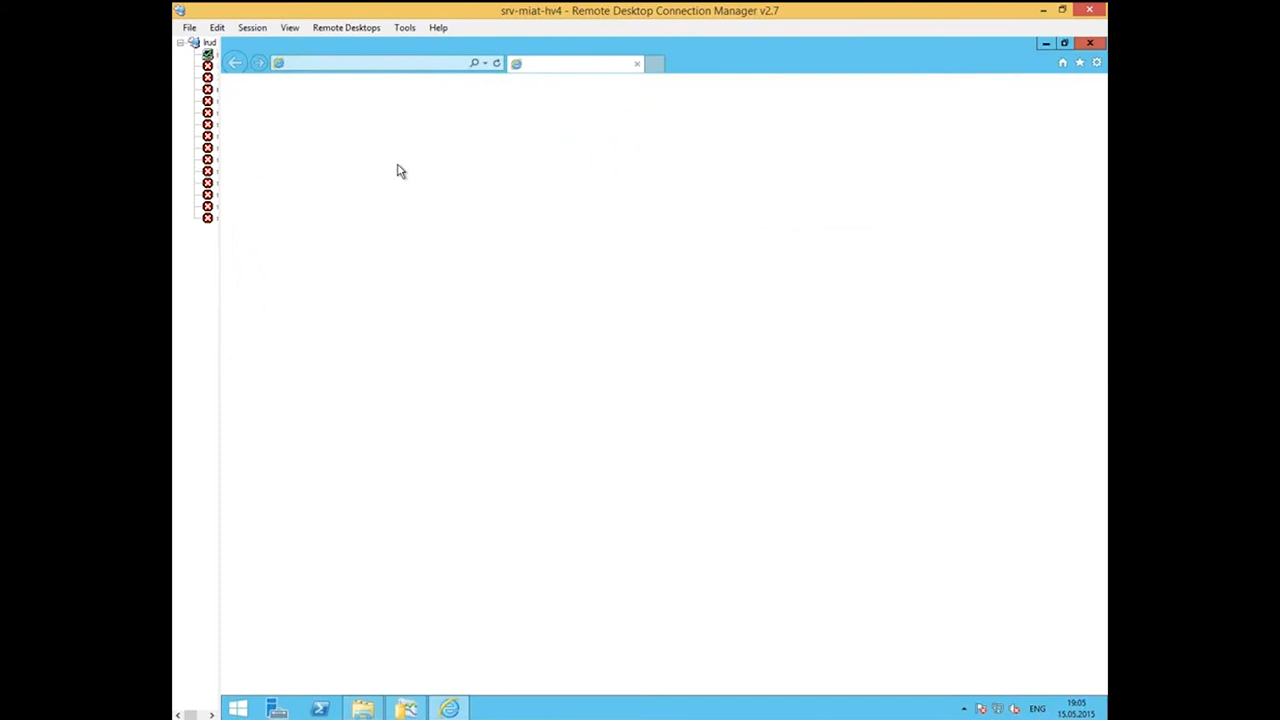 srv-miat-hv4 - Remote Desktop Connection Manager v2.7
File Edit Session View Remote Desktops Tools Help
lrud
ENG
19:05
15.05.2015